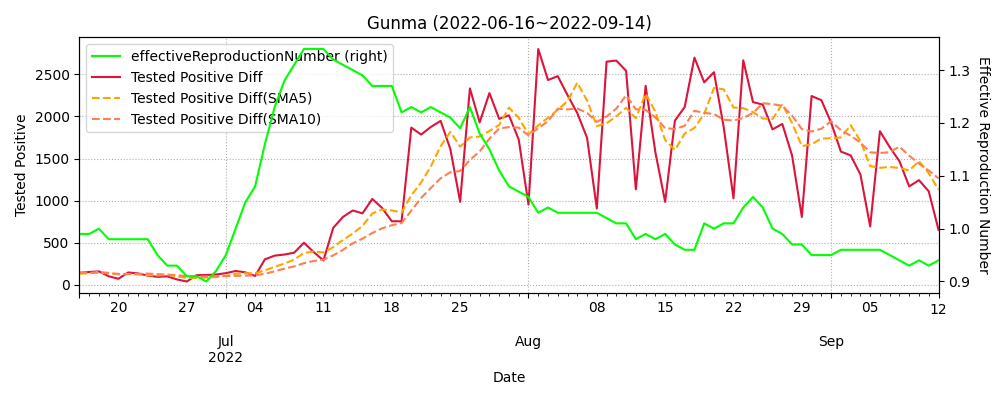 Gunma (2022-06-16~2022-09-14)
effectiveReproductionNumber (right)
Tested Positive Diff
Tested Positive Diff(SMA5)
Tested Positive Diff(SMA10)
Tested Positive
2500
2000
1500
1000
500
0
1.3
1.2
1.1
1.0
0.9
Effective Reproduction Number
20 27 04 11 18 25 08 15 22 29 05 12
Jul Aug Sep
2022
Date